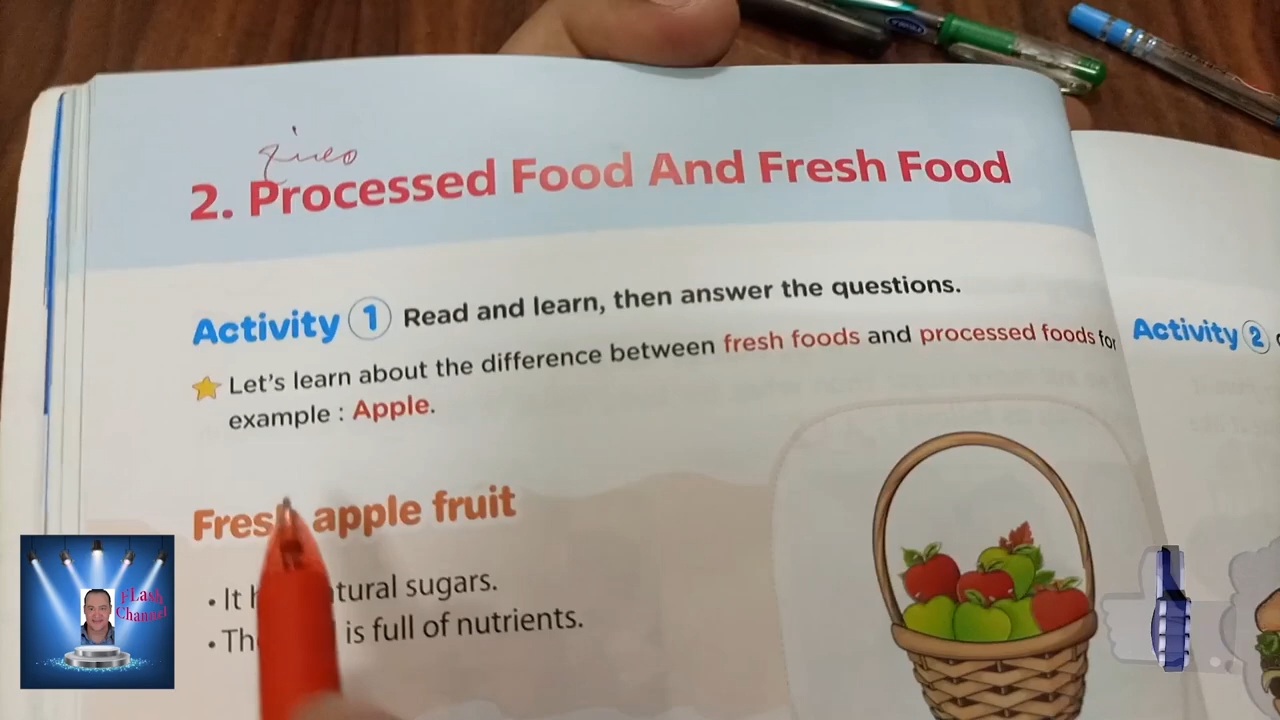 2. Processed Food And Fresh Food
Activity 1 Read and learn, then answer the questions.
Let's learn about the difference between fresh foods and processed foods for
example : Apple.
Fresh apple fruit
• It tural sugars.
• is full of nutrients.
Activity 2
FLash
Channel